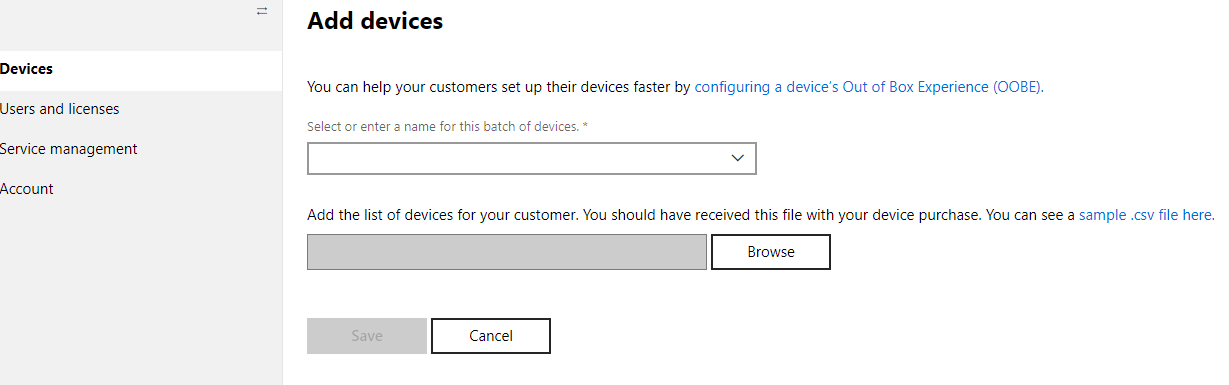 Add devices
Devices
You can help your customers set up their devices faster by configuring a device's Out of Box Experience (OOBE).
Users and licenses
Select or enter a name for this batch of devices. *
Service management
Account
Add the list of devices for your customer. You should have received this file with your device purchase. You can see a sample .csv file here.
Browse
Save
Cancel